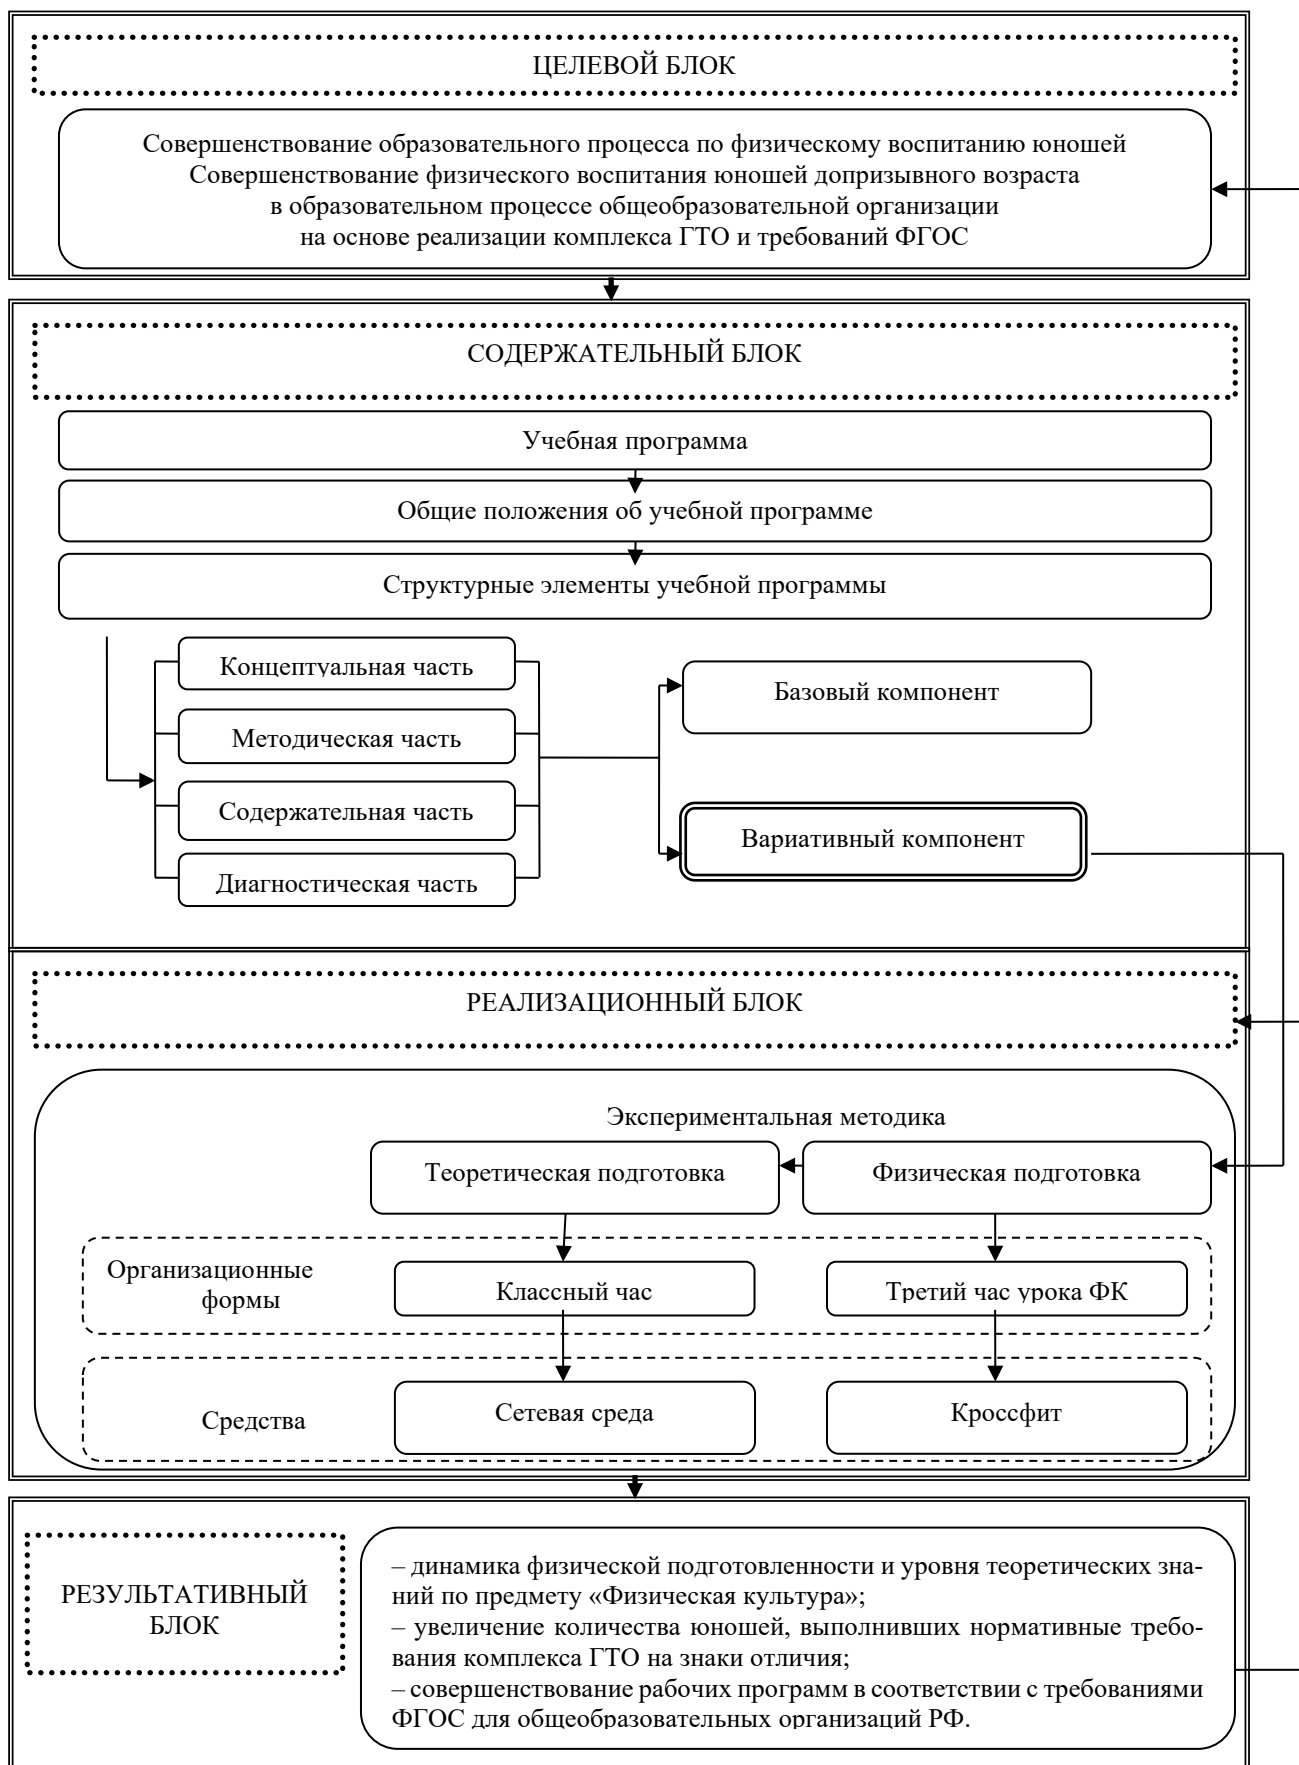 ЦЕЛЕВОЙ БЛОК
Совершенствование образовательного процесса по физическому воспитанию юношей
Совершенствование физического воспитания юношей допризывного возраста
в образовательном процессе общеобразовательной организации
на основе реализации комплекса ГТО и требований ФГОС
СОДЕРЖАТЕЛЬНЫЙ БЛОК
Учебная программа
Общие положения об учебной программе
Структурные элементы учебной программы
Концептуальная часть
Методическая часть
Содержательная часть
Диагностическая часть
Базовый компонент
Вариативный компонент
РЕАЛИЗАЦИОННЫЙ БЛОК
Экспериментальная методика
Теоретическая подготовка
Физическая подготовка
Организационные
формы
Классный час
Третий час урока ФК
Средства
Сетевая среда
Кроссфит
РЕЗУЛЬТАТИВНЫЙ
БЛОК
– динамика физической подготовленности и уровня теоретических зна-
ний по предмету «Физическая культура»;
– увеличение количества юношей, выполнивших нормативные требо-
вания комплекса ГТО на знаки отличия;
– совершенствование рабочих программ в соответствии с требованиями
ФГОС для общеобразовательных организаций РФ.